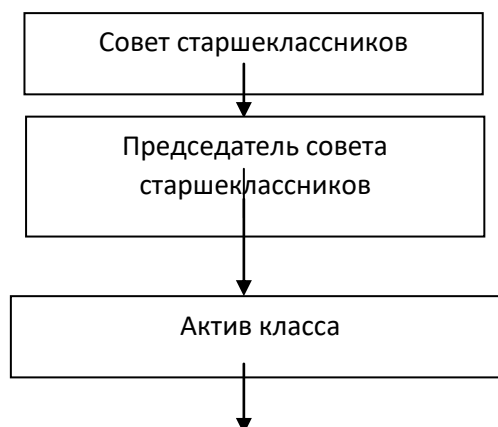 Совет старшеклассников
Председатель совета
старшеклассников
Актив класса